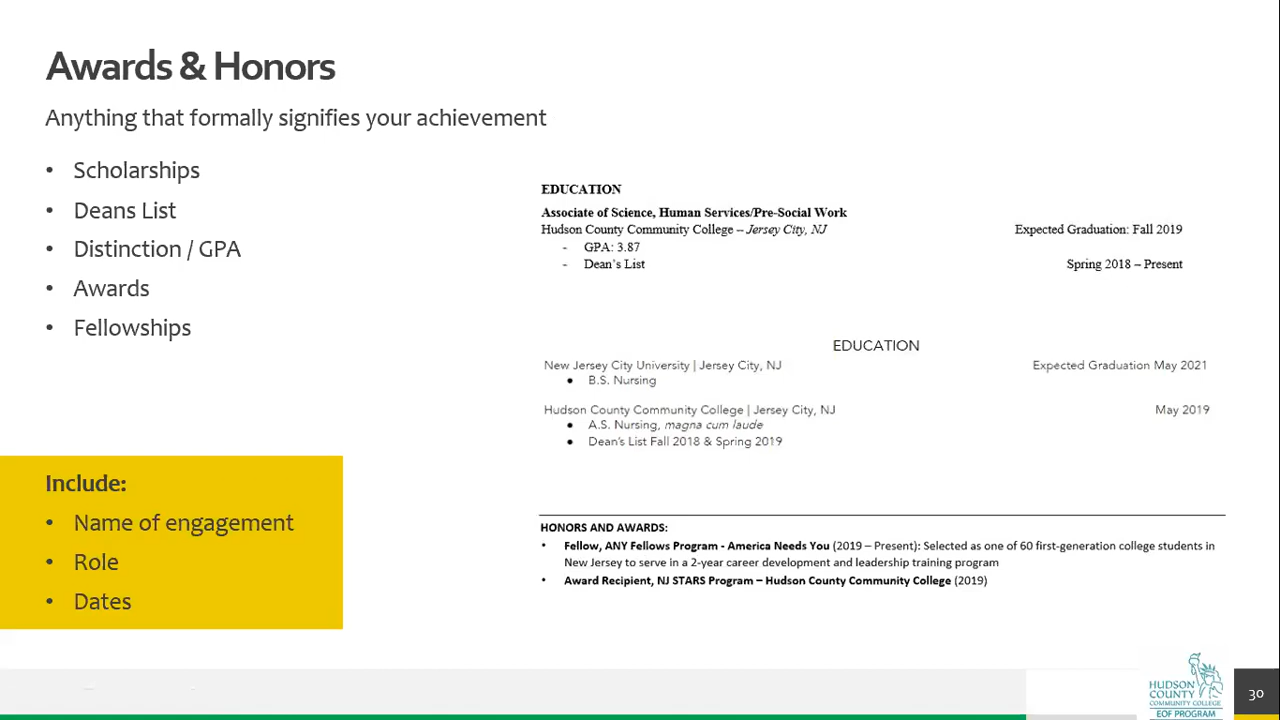 Awards & Honors
Anything that formally signifies your achievement
• Scholarships
• Deans List
• Distinction / GPA
• Awards
• Fellowships
Include:
• Name of engagement
• Role
• Dates
EDUCATION
Associate of Science, Human Services/Pre-Social Work
Hudson County Community College – Jersey City, NJ Expected Graduation: Fall 2019
- GPA: 3.87
- Dean's List Spring 2018 – Present
EDUCATION
New Jersey City University | Jersey City, NJ Expected Graduation May 2021
● B.S. Nursing
Hudson County Community College | Jersey City, NJ May 2019
● A.S. Nursing, magna cum laude
● Dean's List Fall 2018 & Spring 2019
HONORS AND AWARDS:
• Fellow, ANY Fellows Program - America Needs You (2019 – Present): Selected as one of 60 first-generation college students in
New Jersey to serve in a 2-year career development and leadership training program
• Award Recipient, NJ STARS Program – Hudson County Community College (2019)
HUDSON
COUNTY
COMMUNITY COLLEGE
EOF PROGRAM
30